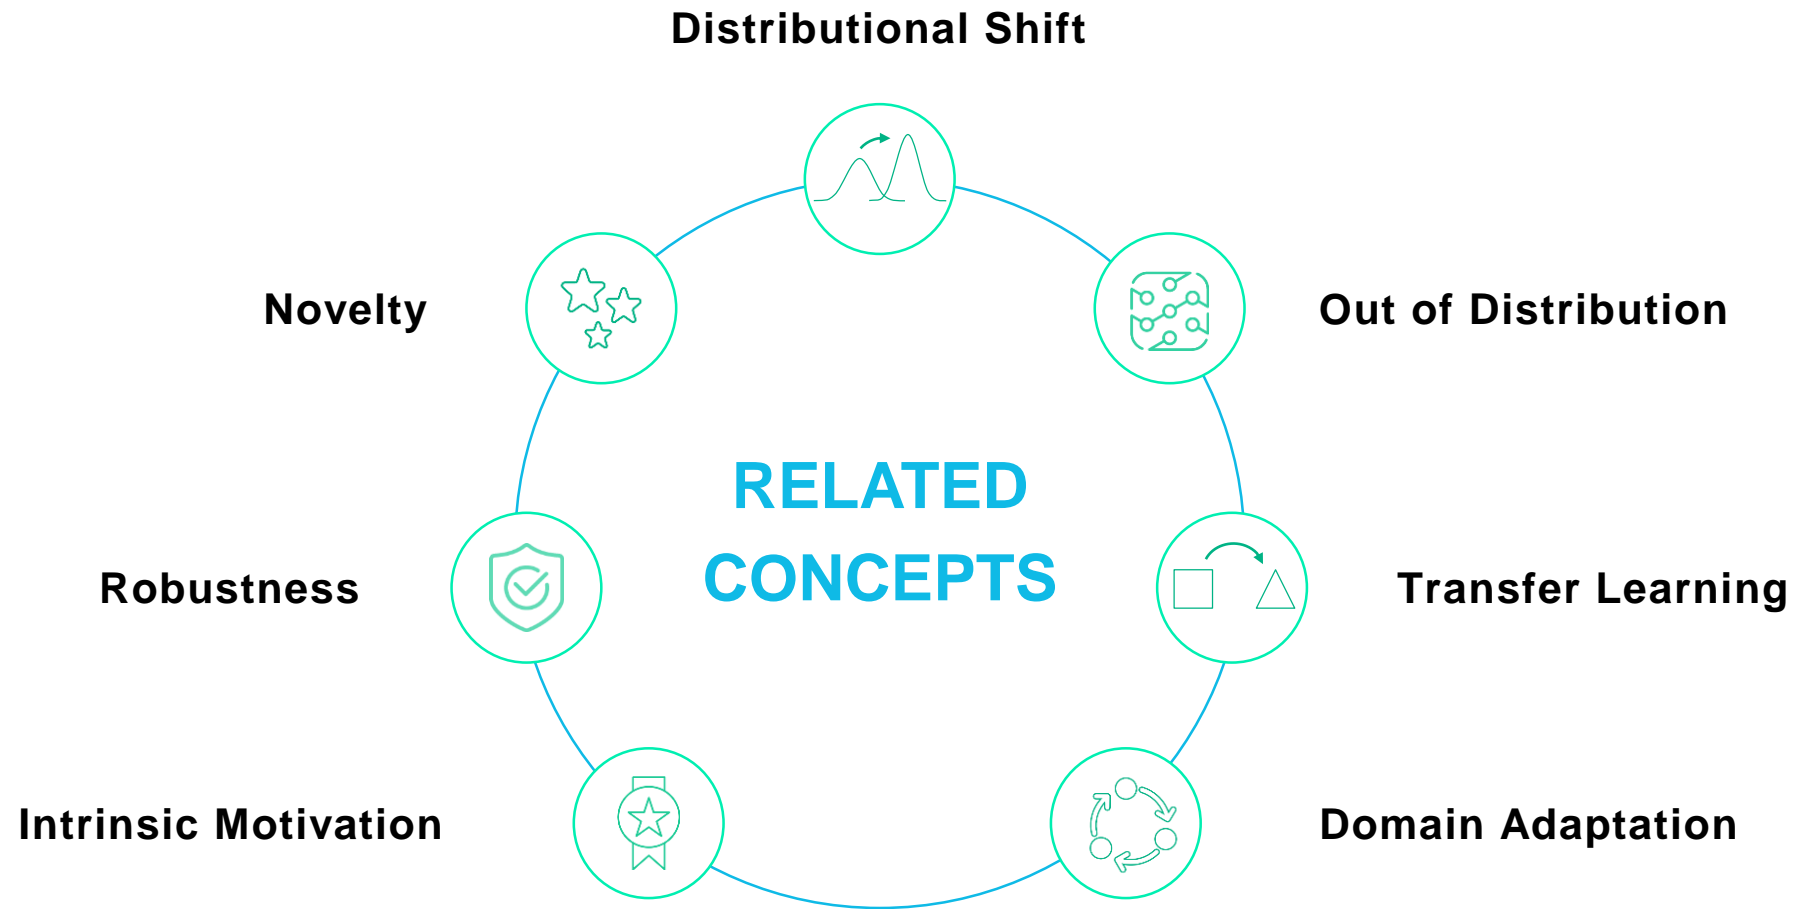 Distributional Shift
Novelty
Out of Distribution
RELATED
CONCEPTS
Robustness
Transfer Learning
Intrinsic Motivation
Domain Adaptation